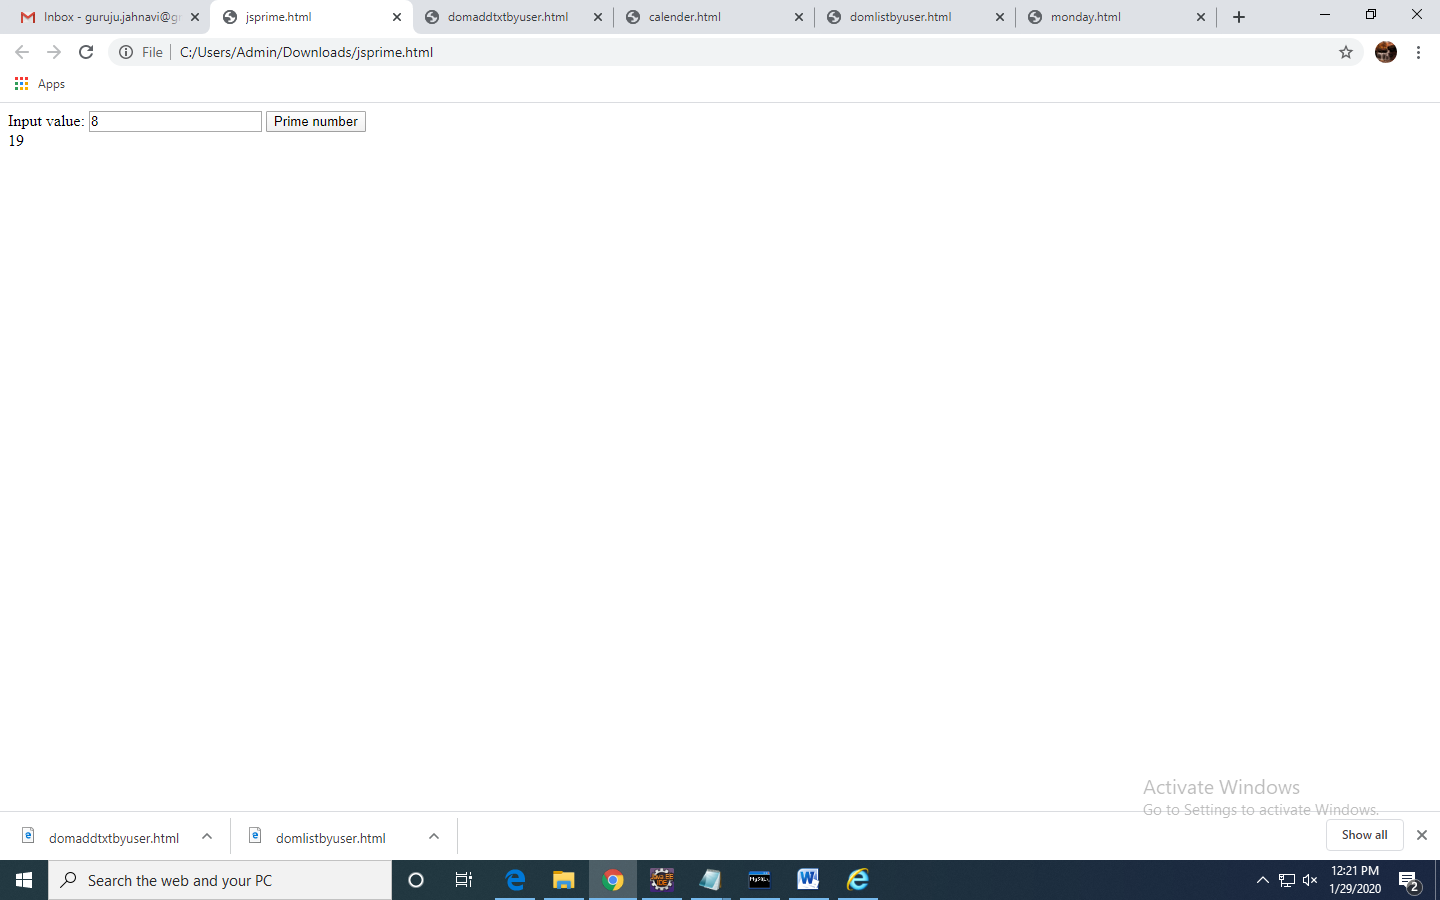 Inbox - guruju.jahnavi@gr
jsprime.html
domaddtxtbyuser.html
calender.html
domlistbyuser.html
monday.html
File
C:/Users/Admin/Downloads/jsprime.html
Apps
Input value: 8 Prime number
19
Activate Windows
Go to Settings to activate Windows.
domaddtxtbyuser.html
domlistbyuser.html
Show all
Search the web and your PC
12:21 PM
1/29/2020
2